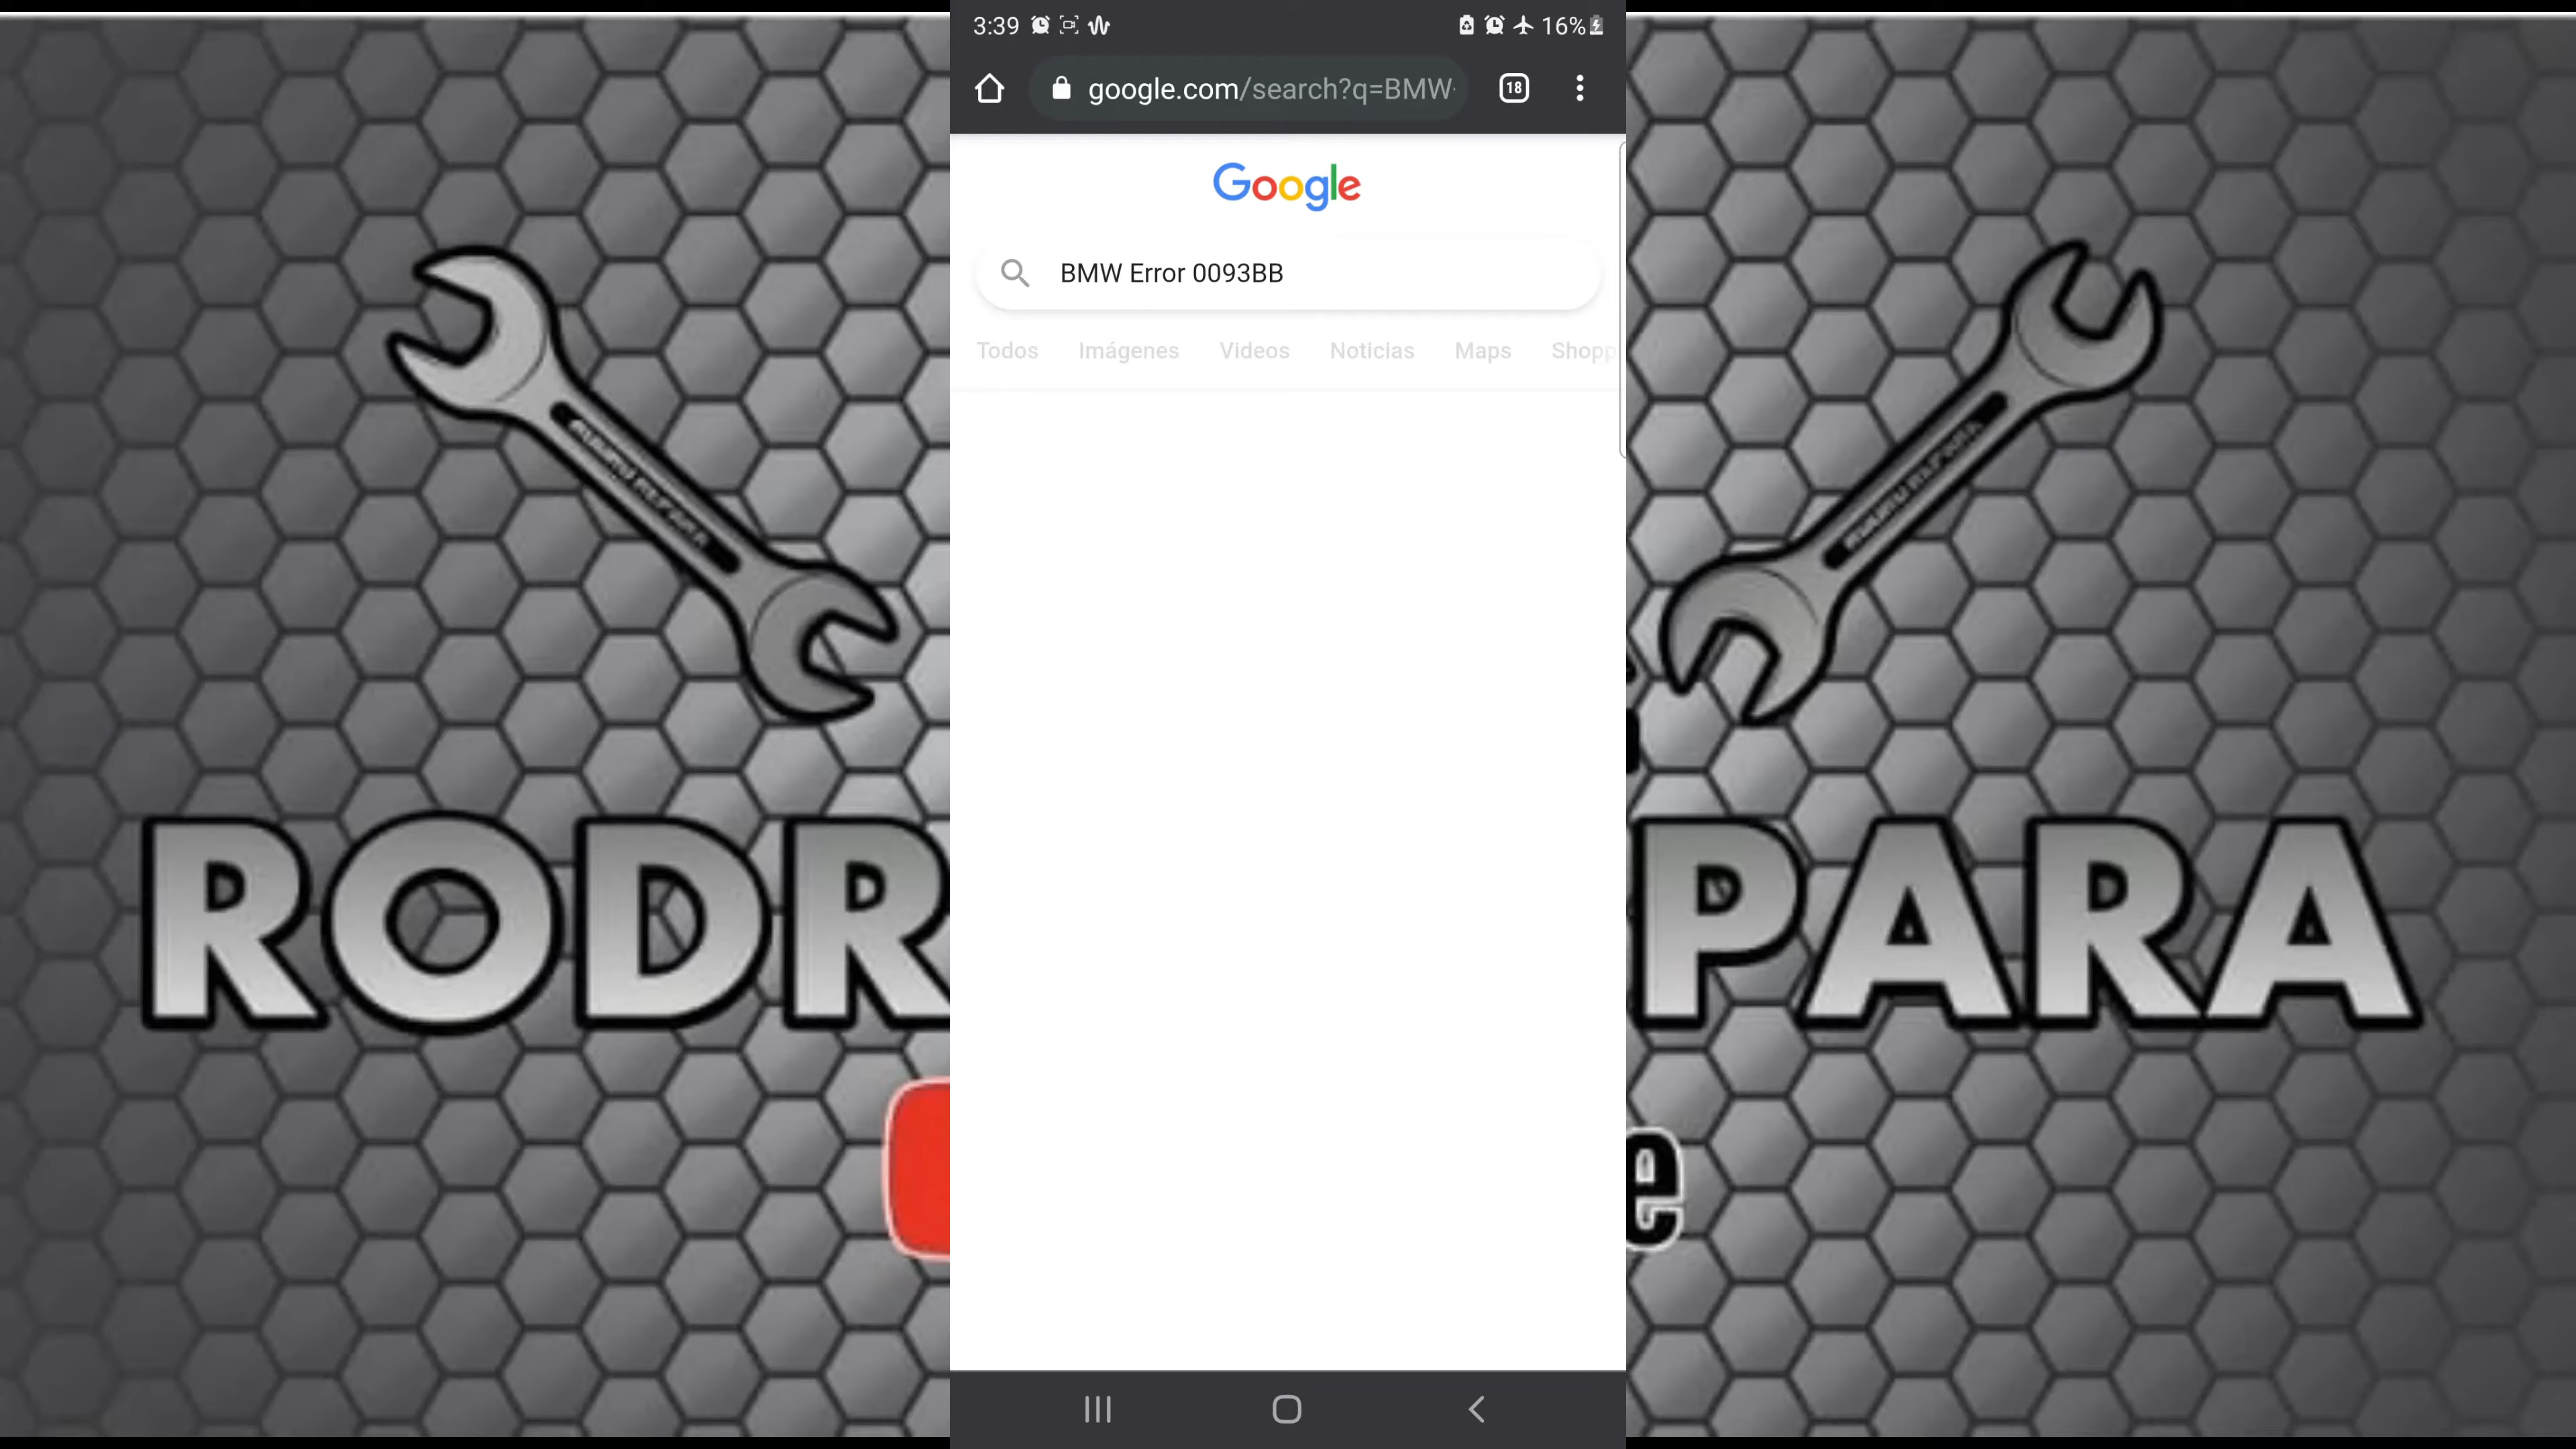 3:39
16%
google.com/search?q=BMW
18
Google
BMW Error 0093BB
Todos Imágenes Videos Noticias Maps Shopp
RODR
PARA
e